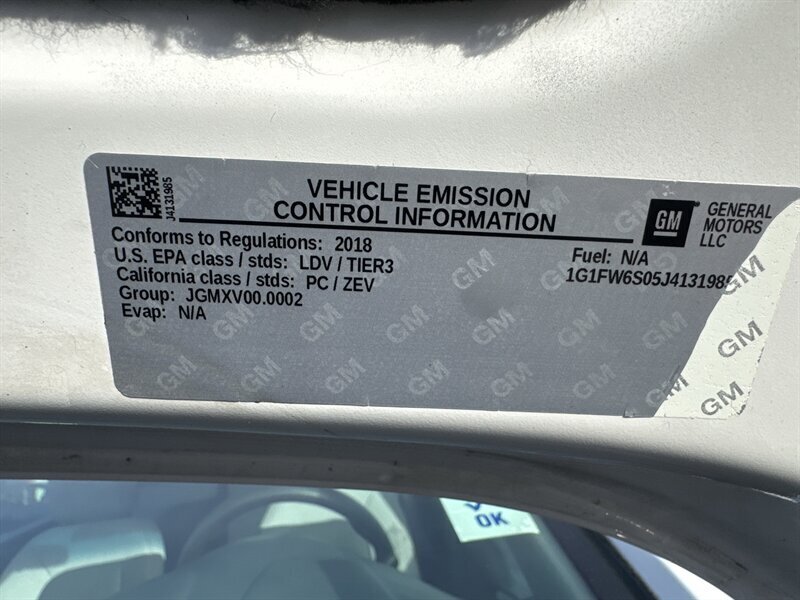 J4131985
VEHICLE EMISSION
CONTROL INFORMATION
GM
GENERAL
MOTORS
LLC
Conforms to Regulations: 2018
U.S. EPA class / stds: LDV / TIER3
California class / stds: PC / ZEV
Group: JGMXV00.0002
Evap: N/A
Fuel: N/A
1G1FW6S05J4131985
OK